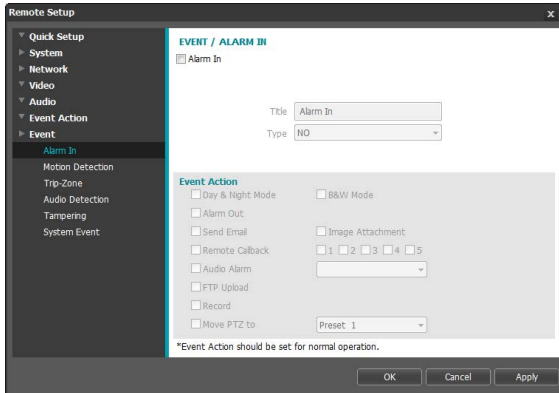 Remote Setup
x
Quick Setup
System
Network
Video
Audio
Event Action
Event
Alarm In
Motion Detection
Trip-Zone
Audio Detection
Tampering
System Event
EVENT / ALARM IN
Alarm In
Title Alarm In
Type NO
Event Action
Day & Night Mode B&W Mode
Alarm Out
Send Email Image Attachment
Remote Callback 1 2 3 4 5
Audio Alarm
FTP Upload
Record
Move PTZ to Preset 1
*Event Action should be set for normal operation.
OK Cancel Apply